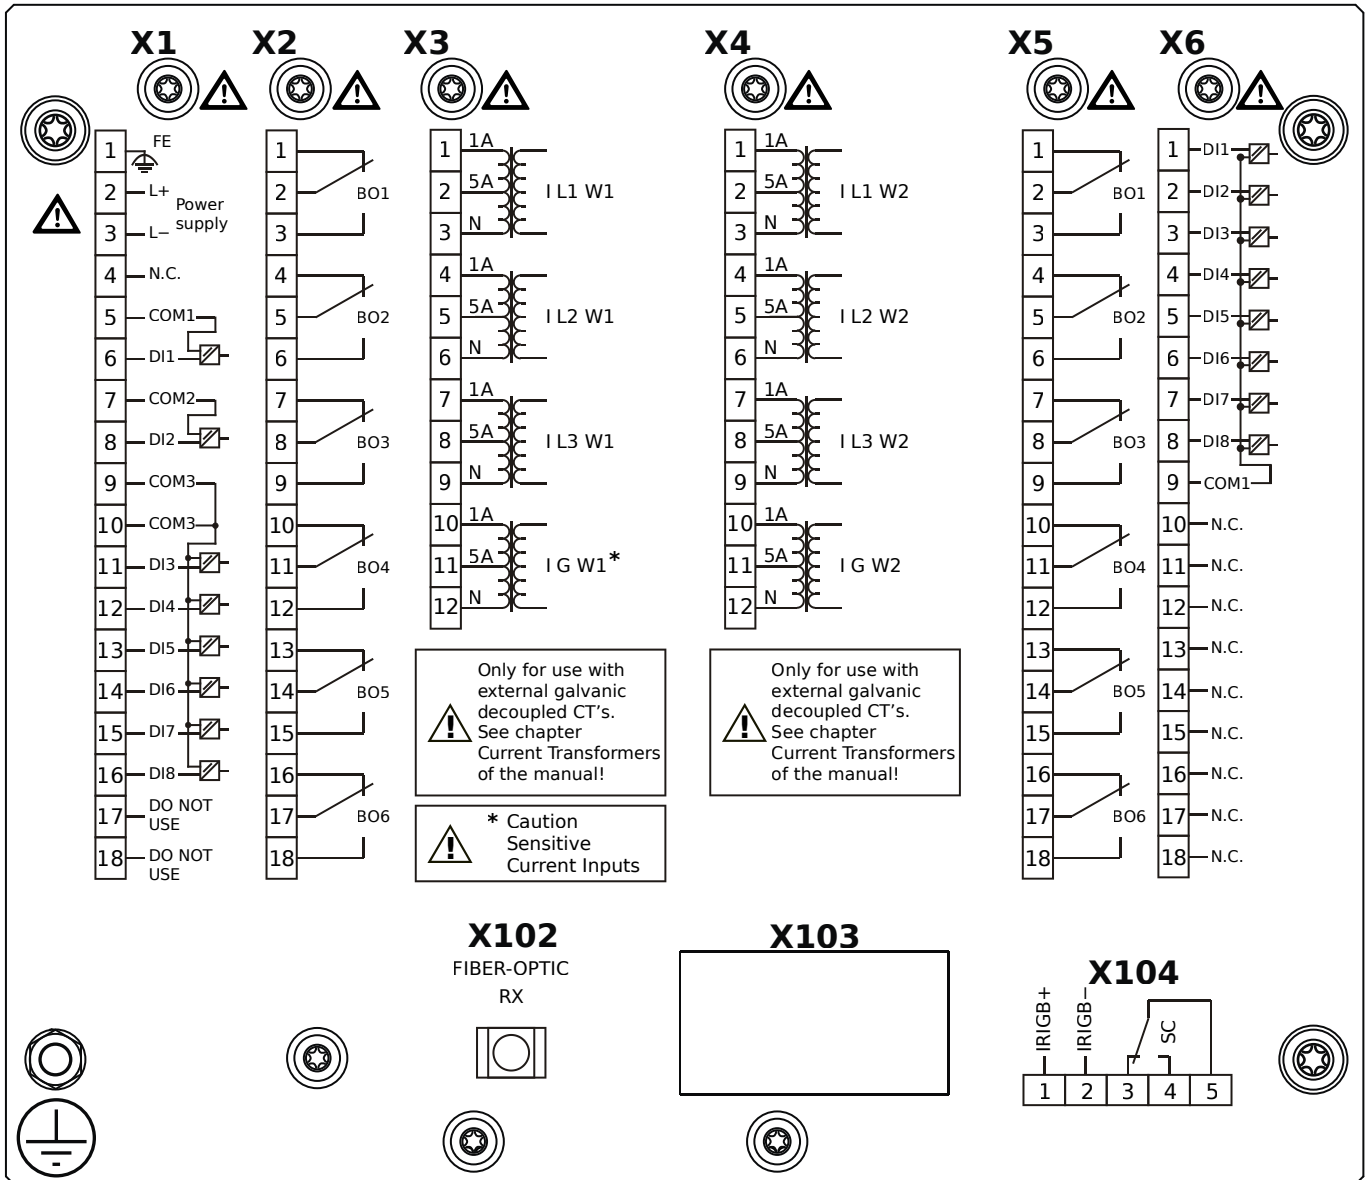 X1
X2
X3
X4
X5
X6
1 FE
2 L+
Power
supply
3 L−
4 N.C.
5 COM1
6 DI1
7 COM2
8 DI2
9 COM3
10 COM3
11 DI3
12 DI4
13 DI5
14 DI6
15 DI7
16 DI8
17 DO NOT
USE
18 DO NOT
USE
1
2 BO1
3
4
5 BO2
6
7
8 BO3
9
10
11 BO4
12
13
14 BO5
15
16
17 BO6
18
1 1A
2 5A I L1 W1
3 N
4 1A
5 5A I L2 W1
6 N
7 1A
8 5A I L3 W1
9 N
10 1A
11 5A I G W1*
12 N
Only for use with
external galvanic
decoupled CT's.
See chapter
Current Transformers
of the manual!
* Caution
Sensitive
Current Inputs
1 1A
2 5A I L1 W2
3 N
4 1A
5 5A I L2 W2
6 N
7 1A
8 5A I L3 W2
9 N
10 1A
11 5A I G W2
12 N
Only for use with
external galvanic
decoupled CT's.
See chapter
Current Transformers
of the manual!
1
2 BO1
3
4
5 BO2
6
7
8 BO3
9
10
11 BO4
12
13
14 BO5
15
16
17 BO6
18
1 DI1
2 DI2
3 DI3
4 DI4
5 DI5
6 DI6
7 DI7
8 DI8
9 COM1
10 N.C.
11 N.C.
12 N.C.
13 N.C.
14 N.C.
15 N.C.
16 N.C.
17 N.C.
18 N.C.
X102
FIBER-OPTIC
RX
X103
X104
IRIGB+
IRIGB−
SC
1 2 3 4 5